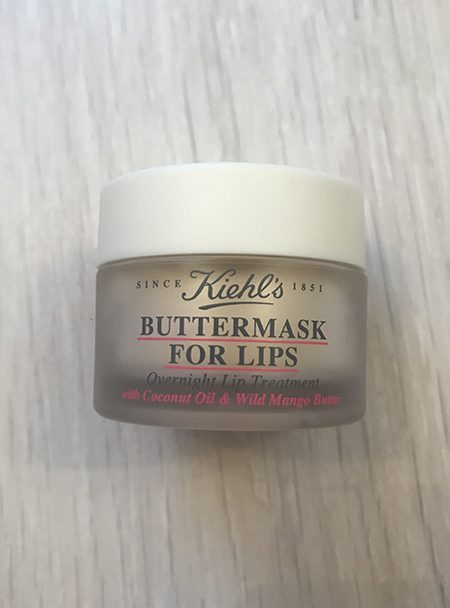 SINCE Kiehl's 1851
BUTTERMASK
FOR LIPS
Overnight Lip Treatment
with Coconut Oil & Wild Mango Butter